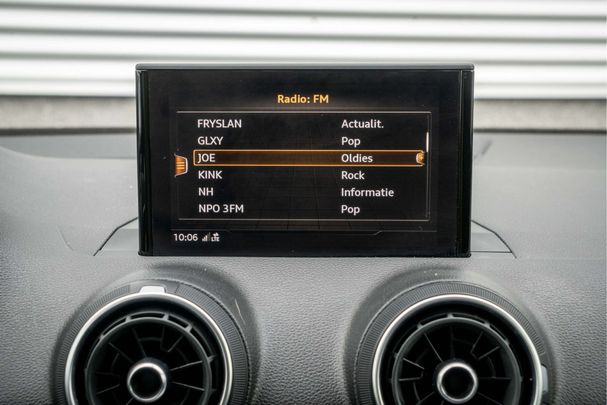 Radio: FM
FRYSLAN Actualit.
GLXY Pop
JOE Oldies
KINK Rock
NH Informatie
NPO 3FM Pop
10:06 LTE